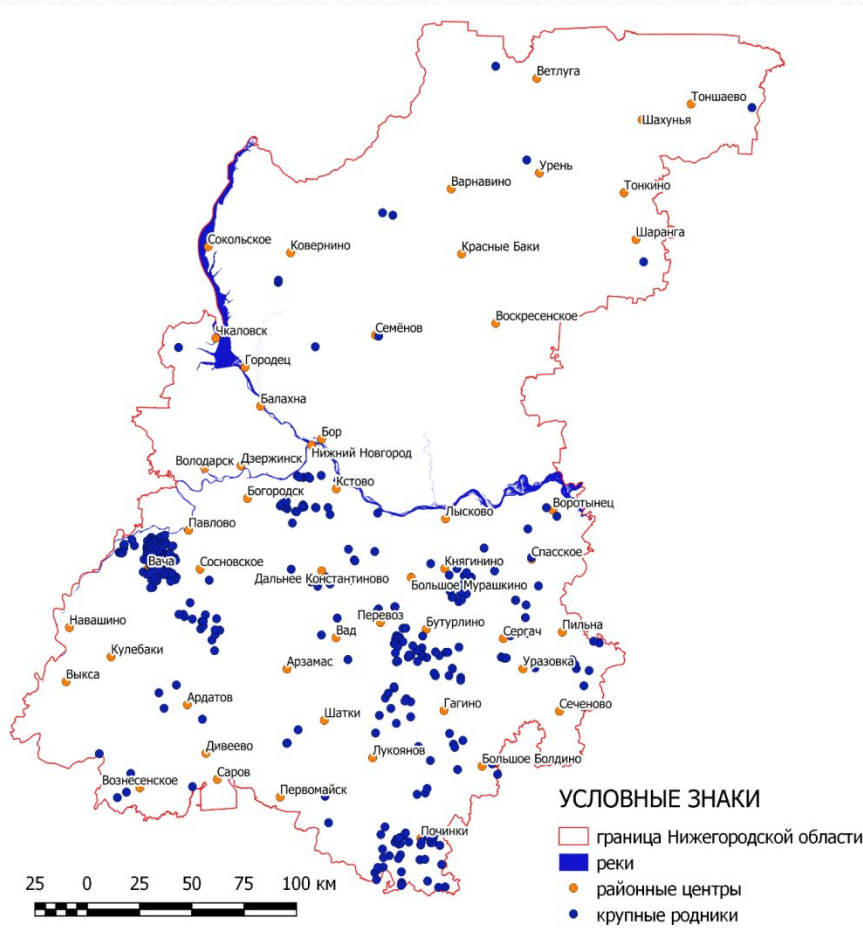 Ветлуга
Тоншаево
Шахунья
Урень
Варнавино
Тонкино
Сокольское
Ковернино
Красные Баки
Шаранга
Чкаловск
Семёнов
Воскресенское
Городец
Балахна
Бор
Нижний Новгород
Володарск
Дзержинск
Кстово
Богородск
Лысково
Воротынец
Павлово
Вача
Сосновское
Княгинино
Спасское
Дальнее Константиново
Большое Мурашкино
Навашино
Перевоз
Бутурлино
Пильна
Вад
Сергач
Кулебаки
Арзамас
Уразовка
Выкса
Ардатов
Шатки
Гагино
Сеченово
Дивеево
Лукоянов
Большое Болдино
Вознесенское
Саров
Первомайск
Починки
УСЛОВНЫЕ ЗНАКИ
граница Нижегородской области
реки
районные центры
крупные родники
25 0 25 50 75 100 км